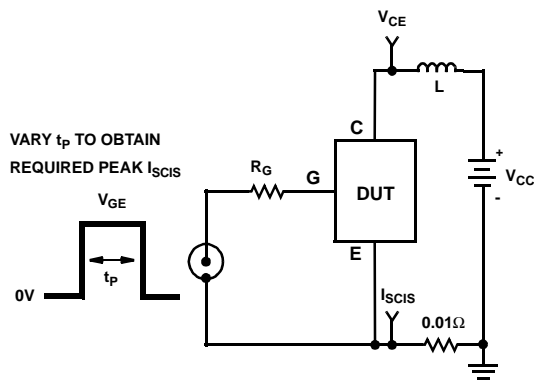 VCE
L
C
VARY tP TO OBTAIN
REQUIRED PEAK ISCIS
RG
G
DUT
+
VCC
-
VGE
E
tP
0V
ISCIS
0.01Ω